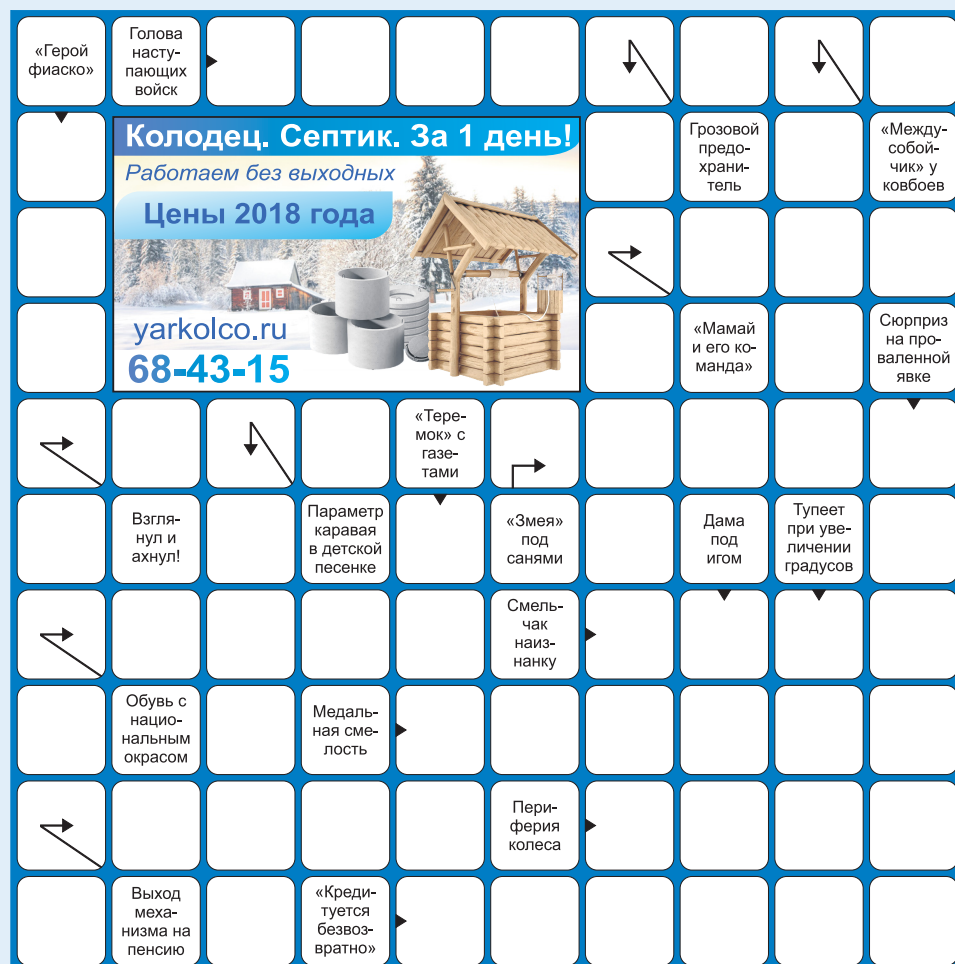 «Герой
фиаско»
Голова
насту-
пающих
войск
Колодец. Септик. За 1 день!
Работаем без выходных
Цены 2018 года
yarkolco.ru
68-43-15
Грозовой
предо-
храни-
тель
«Между-
собой-
чик» у
ковбоев
«Мамай
и его ко-
манда»
Сюрприз
на про-
валенной
явке
«Тере-
мок» с
газе-
тами
Взгля-
нул и
ахнул!
Параметр
каравая
в детской
песенке
«Змея»
под
санями
Дама
под
игом
Тупеет
при уве-
личении
градусов
Смель-
чак
наиз-
нанку
Обувь с
нацио-
нальным
окрасом
Медаль-
ная сме-
лость
Пери-
ферия
колеса
Выход
меха-
низма на
пенсию
«Креди-
туется
безвоз-
вратно»